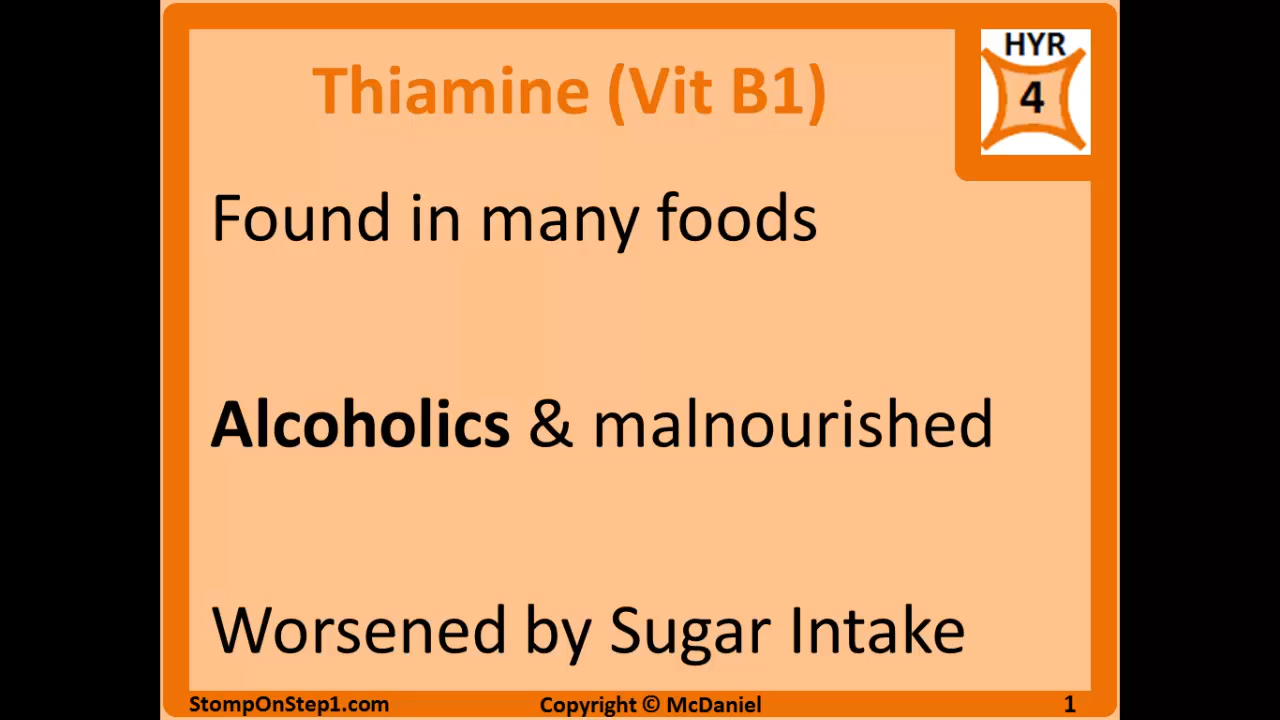 Thiamine (Vit B1)
HYR
4
Found in many foods
Alcoholics & malnourished
Worsened by Sugar Intake
StompOnStep1.com
Copyright © McDaniel
1